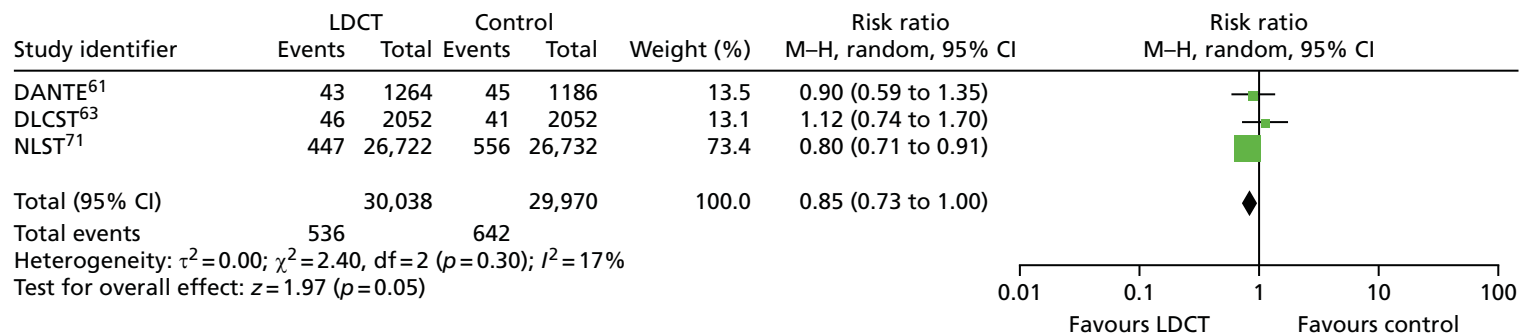 LDCT Control Risk ratio Risk ratio
Study identifier Events Total Events Total Weight (%) M–H, random, 95% CI M–H, random, 95% CI
DANTE61 43 1264 45 1186 13.5 0.90 (0.59 to 1.35)
DLCST63 46 2052 41 2052 13.1 1.12 (0.74 to 1.70)
NLST71 447 26,722 556 26,732 73.4 0.80 (0.71 to 0.91)
Total (95% CI) 30,038 29,970 100.0 0.85 (0.73 to 1.00)
Total events 536 642
Heterogeneity: τ2=0.00; χ2=2.40, df=2 (p=0.30); I2=17%
Test for overall effect: z=1.97 (p=0.05)
0.01 0.1 1 10 100
Favours LDCT Favours control